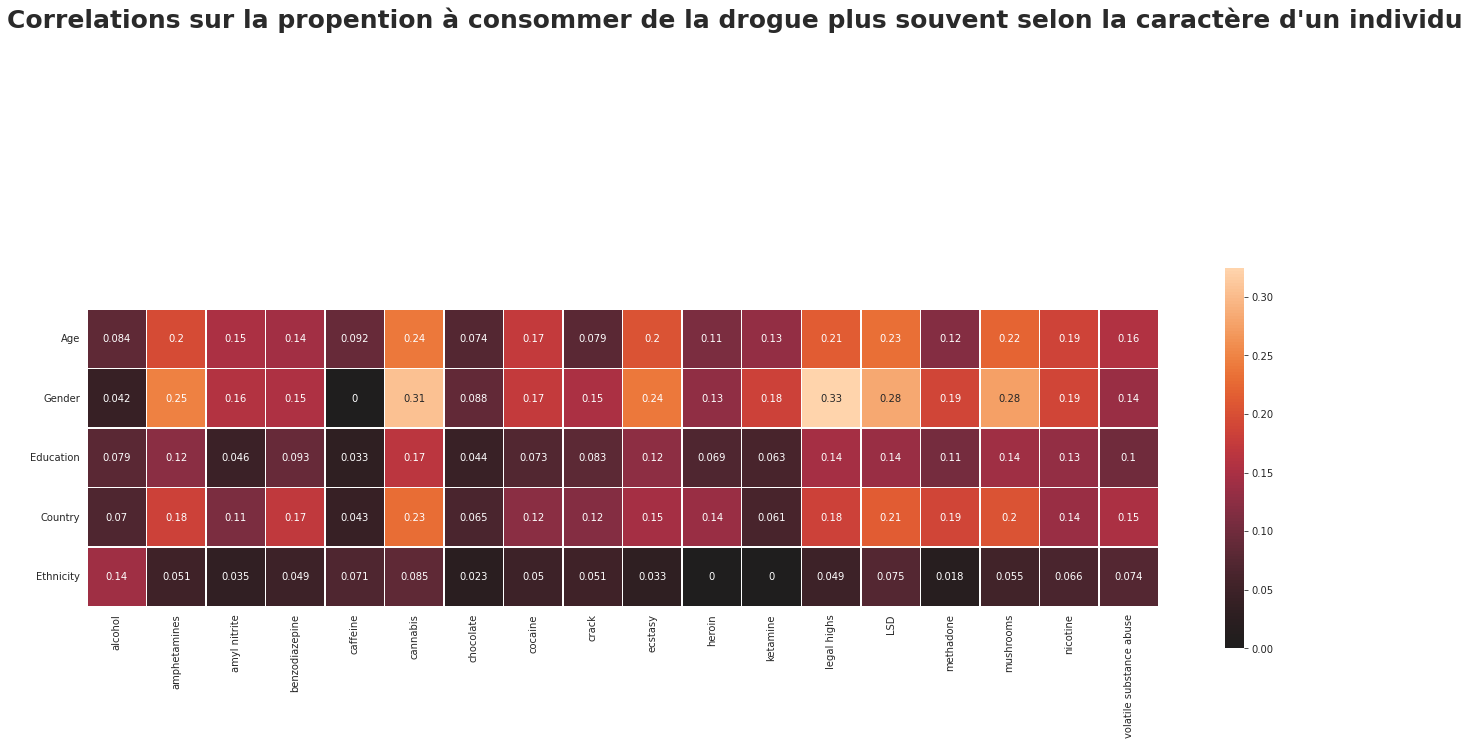 Correlations sur la propention à consommer de la drogue plus souvent selon la caractère d'un individu
Age 0.084 0.2 0.15 0.14 0.092 0.24 0.074 0.17 0.079 0.2 0.11 0.13 0.21 0.23 0.12 0.22 0.19 0.16
Gender 0.042 0.25 0.16 0.15 0 0.31 0.088 0.17 0.15 0.24 0.13 0.18 0.33 0.28 0.19 0.28 0.19 0.14
Education 0.079 0.12 0.046 0.093 0.033 0.17 0.044 0.073 0.083 0.12 0.069 0.063 0.14 0.14 0.11 0.14 0.13 0.1
Country 0.07 0.18 0.11 0.17 0.043 0.23 0.065 0.12 0.12 0.15 0.14 0.061 0.18 0.21 0.19 0.2 0.14 0.15
Ethnicity 0.14 0.051 0.035 0.049 0.071 0.085 0.023 0.05 0.051 0.033 0 0 0.049 0.075 0.018 0.055 0.066 0.074
alcohol
amphetamines
amyl nitrite
benzodiazepine
caffeine
cannabis
chocolate
cocaine
crack
ecstasy
heroin
ketamine
legal highs
LSD
methadone
mushrooms
nicotine
volatile substance abuse
0.30
0.25
0.20
0.15
0.10
0.05
0.00